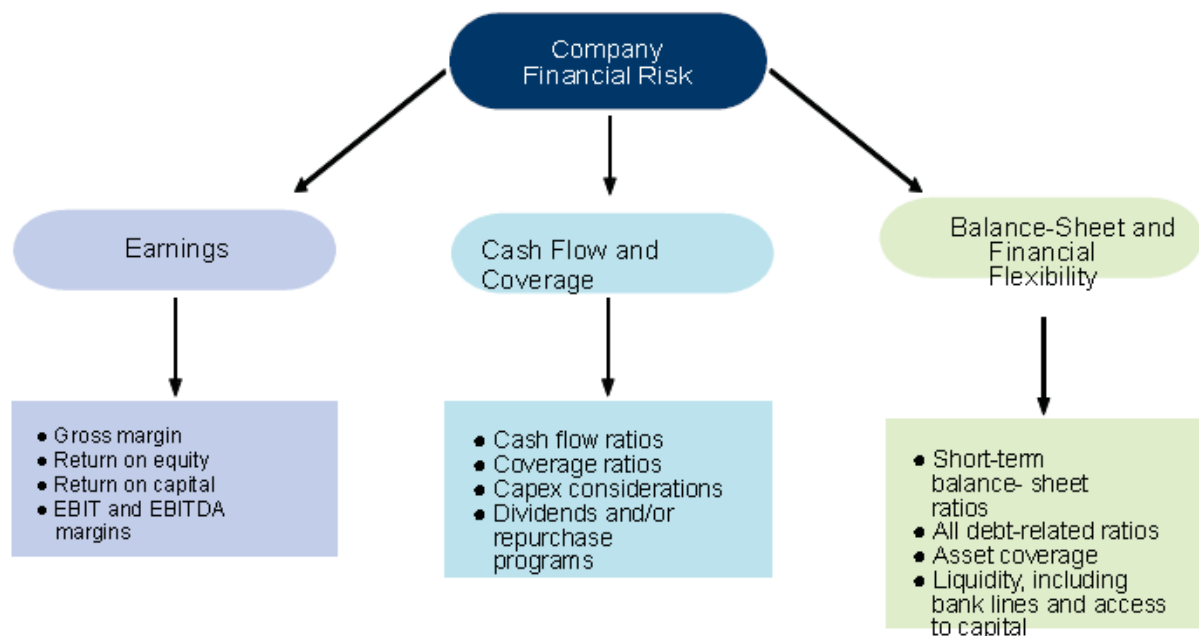 Company
Financial Risk
Earnings
Cash Flow and
Coverage
Balance-Sheet and
Financial
Flexibility
● Gross margin
● Return on equity
● Return on capital
● EBIT and EBITDA
margins
● Cash flow ratios
● Coverage ratios
● Capex considerations
● Dividends and/or
repurchase
programs
● Short-term
balance- sheet
ratios
● All debt-related ratios
● Asset coverage
● Liquidity, including
bank lines and access
to capital